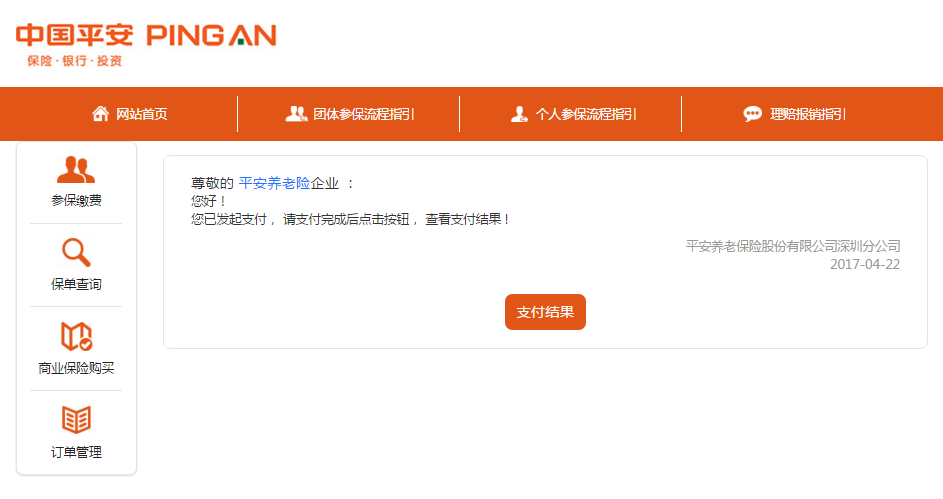 中国平安 PING AN
保险·银行·投资
网站首页
团体参保流程指引
个人参保流程指引
理赔报销指引
参保缴费
保单查询
商业保险购买
订单管理
尊敬的 平安养老险企业 ：
您好！
您已发起支付， 请支付完成后点击按钮， 查看支付结果！
平安养老保险股份有限公司深圳分公司
2017-04-22
支付结果